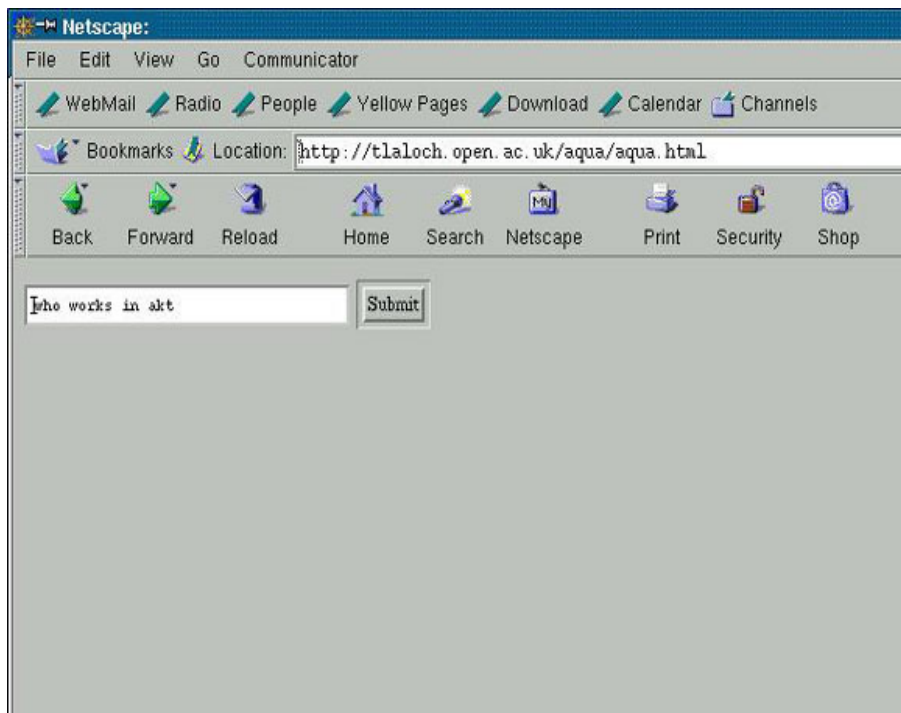 Netscape:
File Edit View Go Communicator
WebMail Radio People Yellow Pages Download Calendar Channels
Bookmarks Location: http://tlaloch.open.ac.uk/aqua/aqua.html
My
Back Forward Reload Home Search Netscape Print Security Shop
who works in akt Submit